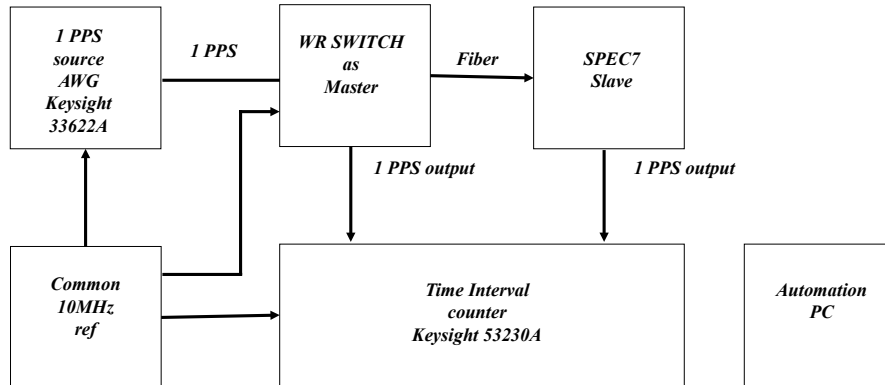 1 PPS
source
AWG
Keysight
33622A
1 PPS
WR SWITCH
as
Master
Fiber
SPEC7
Slave
1 PPS output
1 PPS output
Common
10MHz
ref
Time Interval
counter
Keysight 53230A
Automation
PC